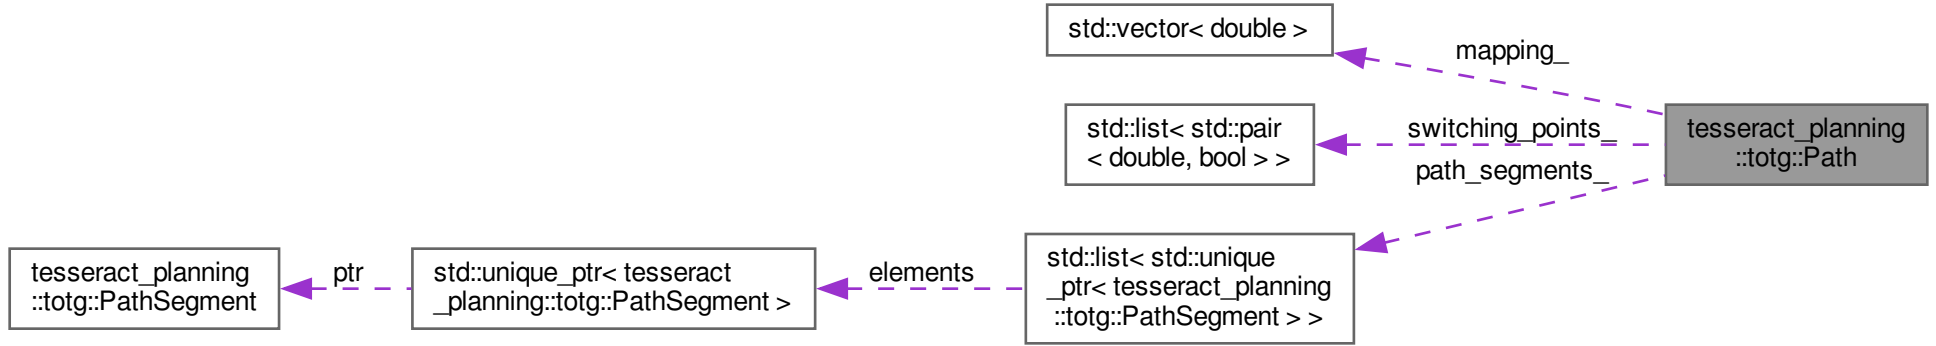 std::vector< double >
mapping_
std::list< std::pair
< double, bool > >
switching_points_
tesseract_planning
::totg::Path
path_segments_
tesseract_planning
::totg::PathSegment
ptr
std::unique_ptr< tesseract
_planning::totg::PathSegment >
elements
std::list< std::unique
_ptr< tesseract_planning
::totg::PathSegment > >